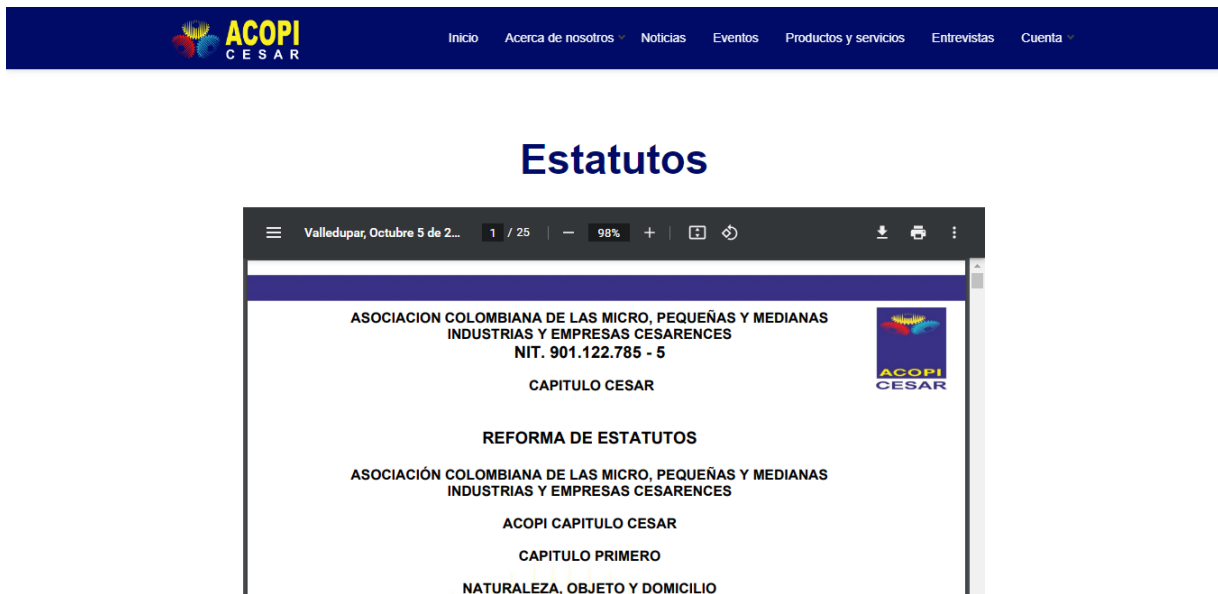 ACOPI
CESAR
Inicio Acerca de nosotros Noticias Eventos Productos y servicios Entrevistas Cuenta
Estatutos
Valledupar, Octubre 5 de 2... 1 / 25 98%
ASOCIACION COLOMBIANA DE LAS MICRO, PEQUEÑAS Y MEDIANAS
INDUSTRIAS Y EMPRESAS CESARENCES
NIT. 901.122.785 - 5
CAPITULO CESAR
ACOPI
CESAR
REFORMA DE ESTATUTOS
ASOCIACIÓN COLOMBIANA DE LAS MICRO, PEQUEÑAS Y MEDIANAS
INDUSTRIAS Y EMPRESAS CESARENCES
ACOPI CAPITULO CESAR
CAPITULO PRIMERO
NATURALEZA, OBJETO Y DOMICILIO